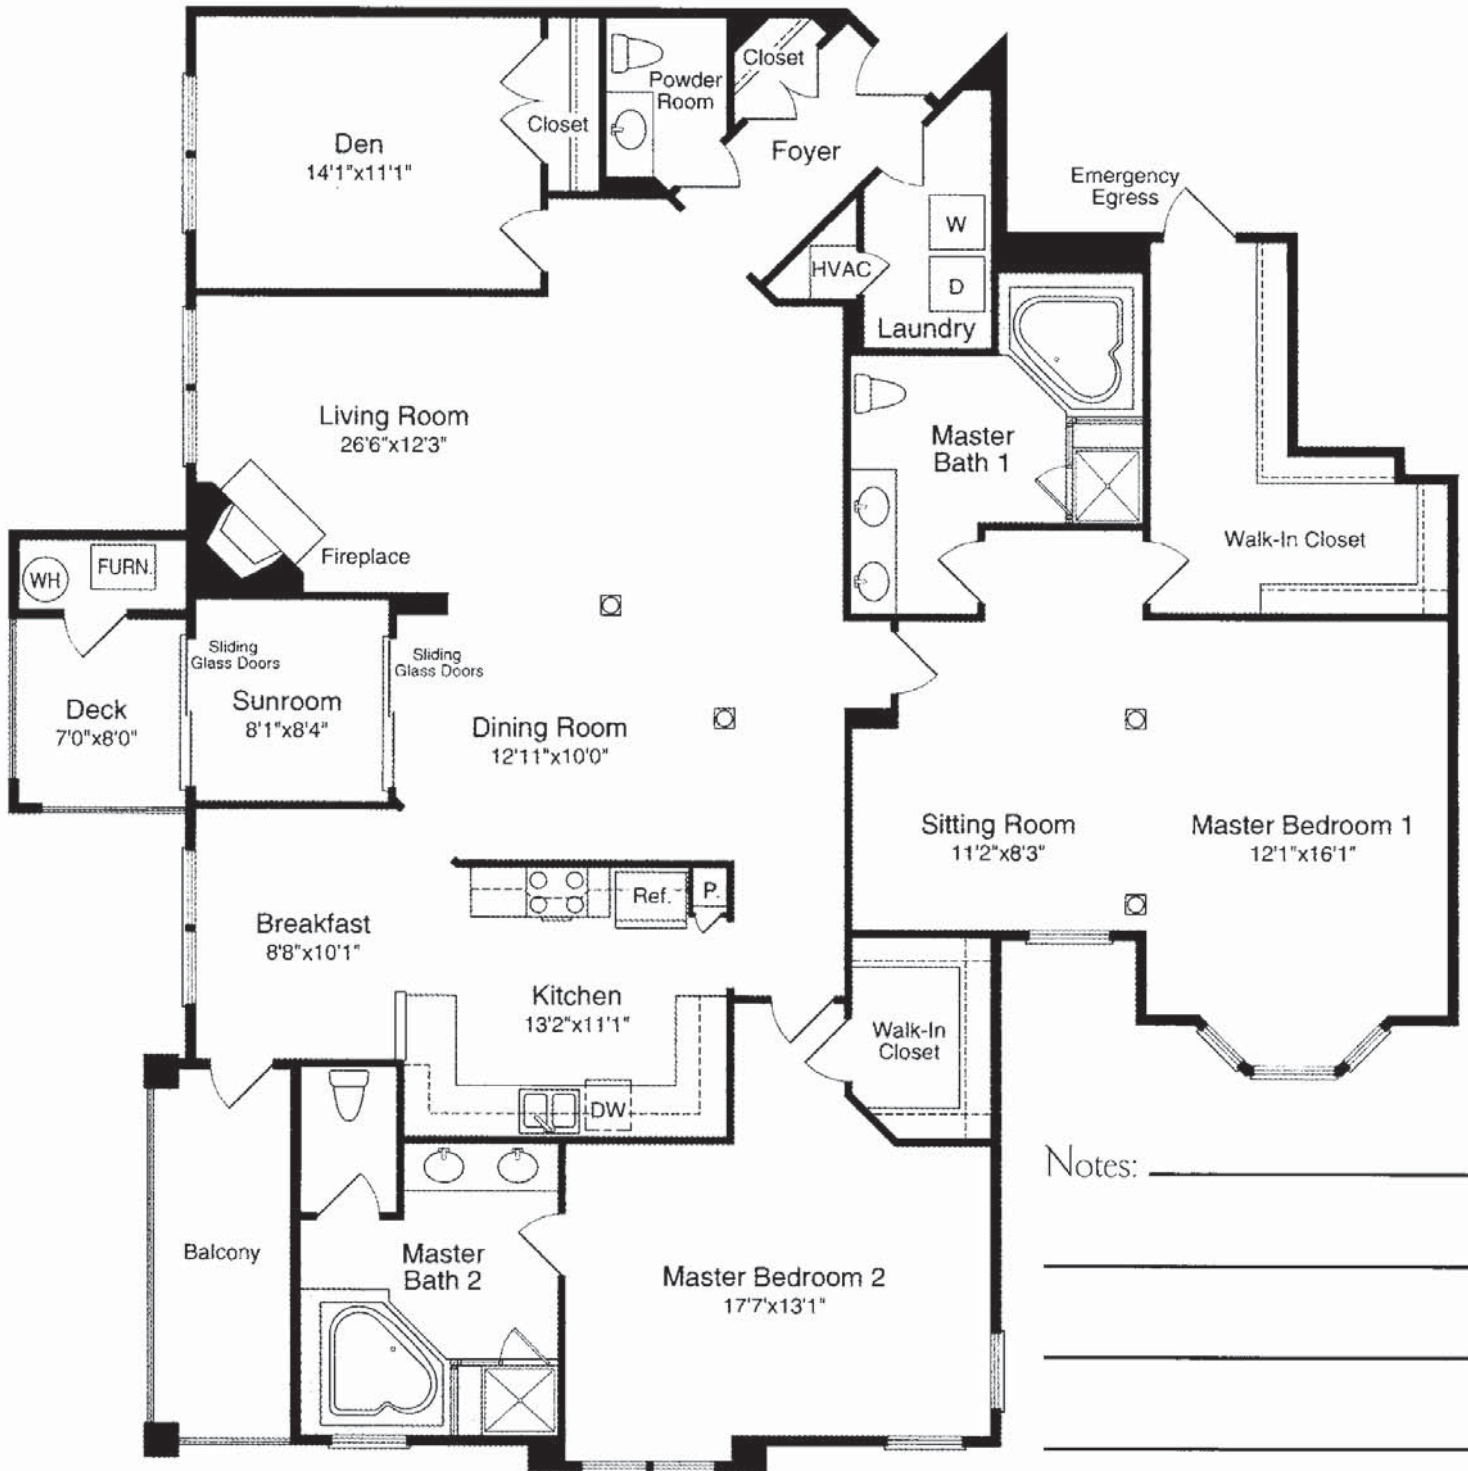 Den
14'1"x11'1"
Closet
Powder
Room
Closet
Foyer
Emergency
Egress
W
HVAC
D
Laundry
Living Room
26'6"x12'3"
Master
Bath 1
Walk-In Closet
Fireplace
WH
FURN.
Sliding
Glass Doors
Sliding
Glass Doors
Deck
7'0"x8'0"
Sunroom
8'1"x8'4"
Dining Room
12'11"x10'0"
Sitting Room
11'2"x8'3"
Master Bedroom 1
12'1"x16'1"
Ref.
P.
Breakfast
8'8"x10'1"
Kitchen
13'2"x11'1"
Walk-In
Closet
DW
Notes:
Balcony
Master
Bath 2
Master Bedroom 2
17'7'x13'1"